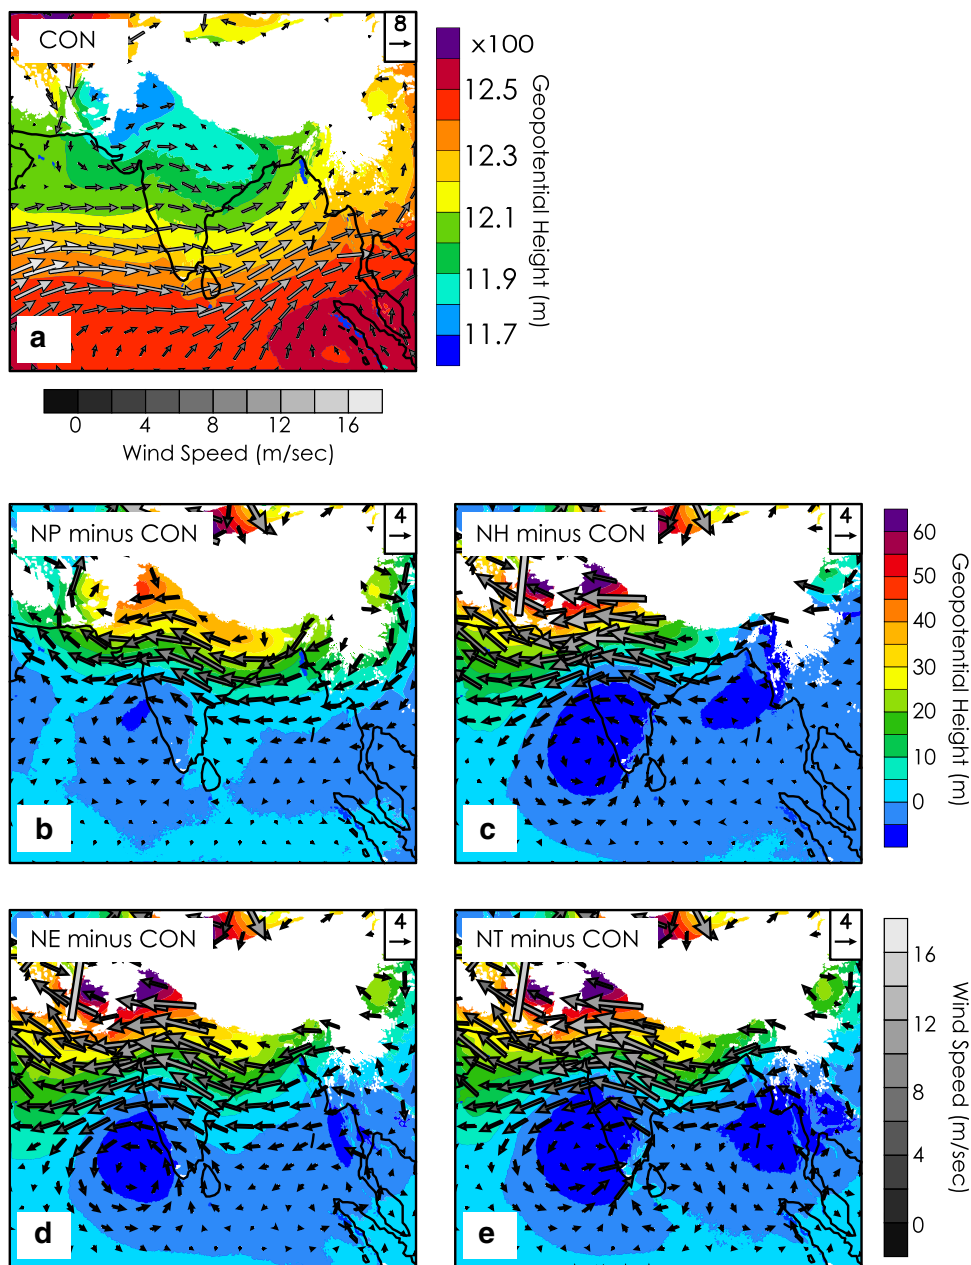 CON
8
a
x100
12.5
12.3
12.1
11.9
11.7
Geopotential Height (m)
0 4 8 12 16
Wind Speed (m/sec)
NP minus CON
4
b
NH minus CON
4
c
60
50
40
30
20
10
0
Geopotential Height (m)
NE minus CON
4
d
NT minus CON
4
e
16
12
8
4
0
Wind Speed (m/sec)